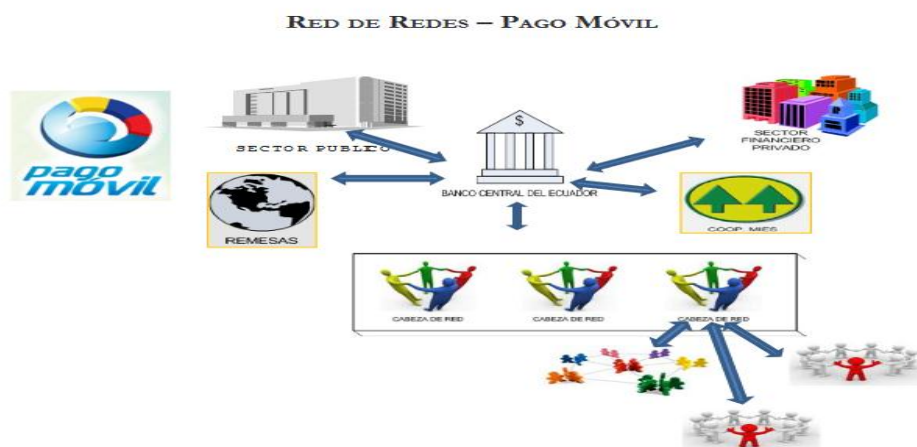 RED DE REDES – PAGO MÓVIL
pago
móvil
SECTOR PUBLICO
$
BANCO CENTRAL DEL ECUADOR
SECTOR
FINANCIERO
PRIVADO
REMESAS
COOP. MIES
CABEZA DE RED
CABEZA DE RED
CABEZA DE RED